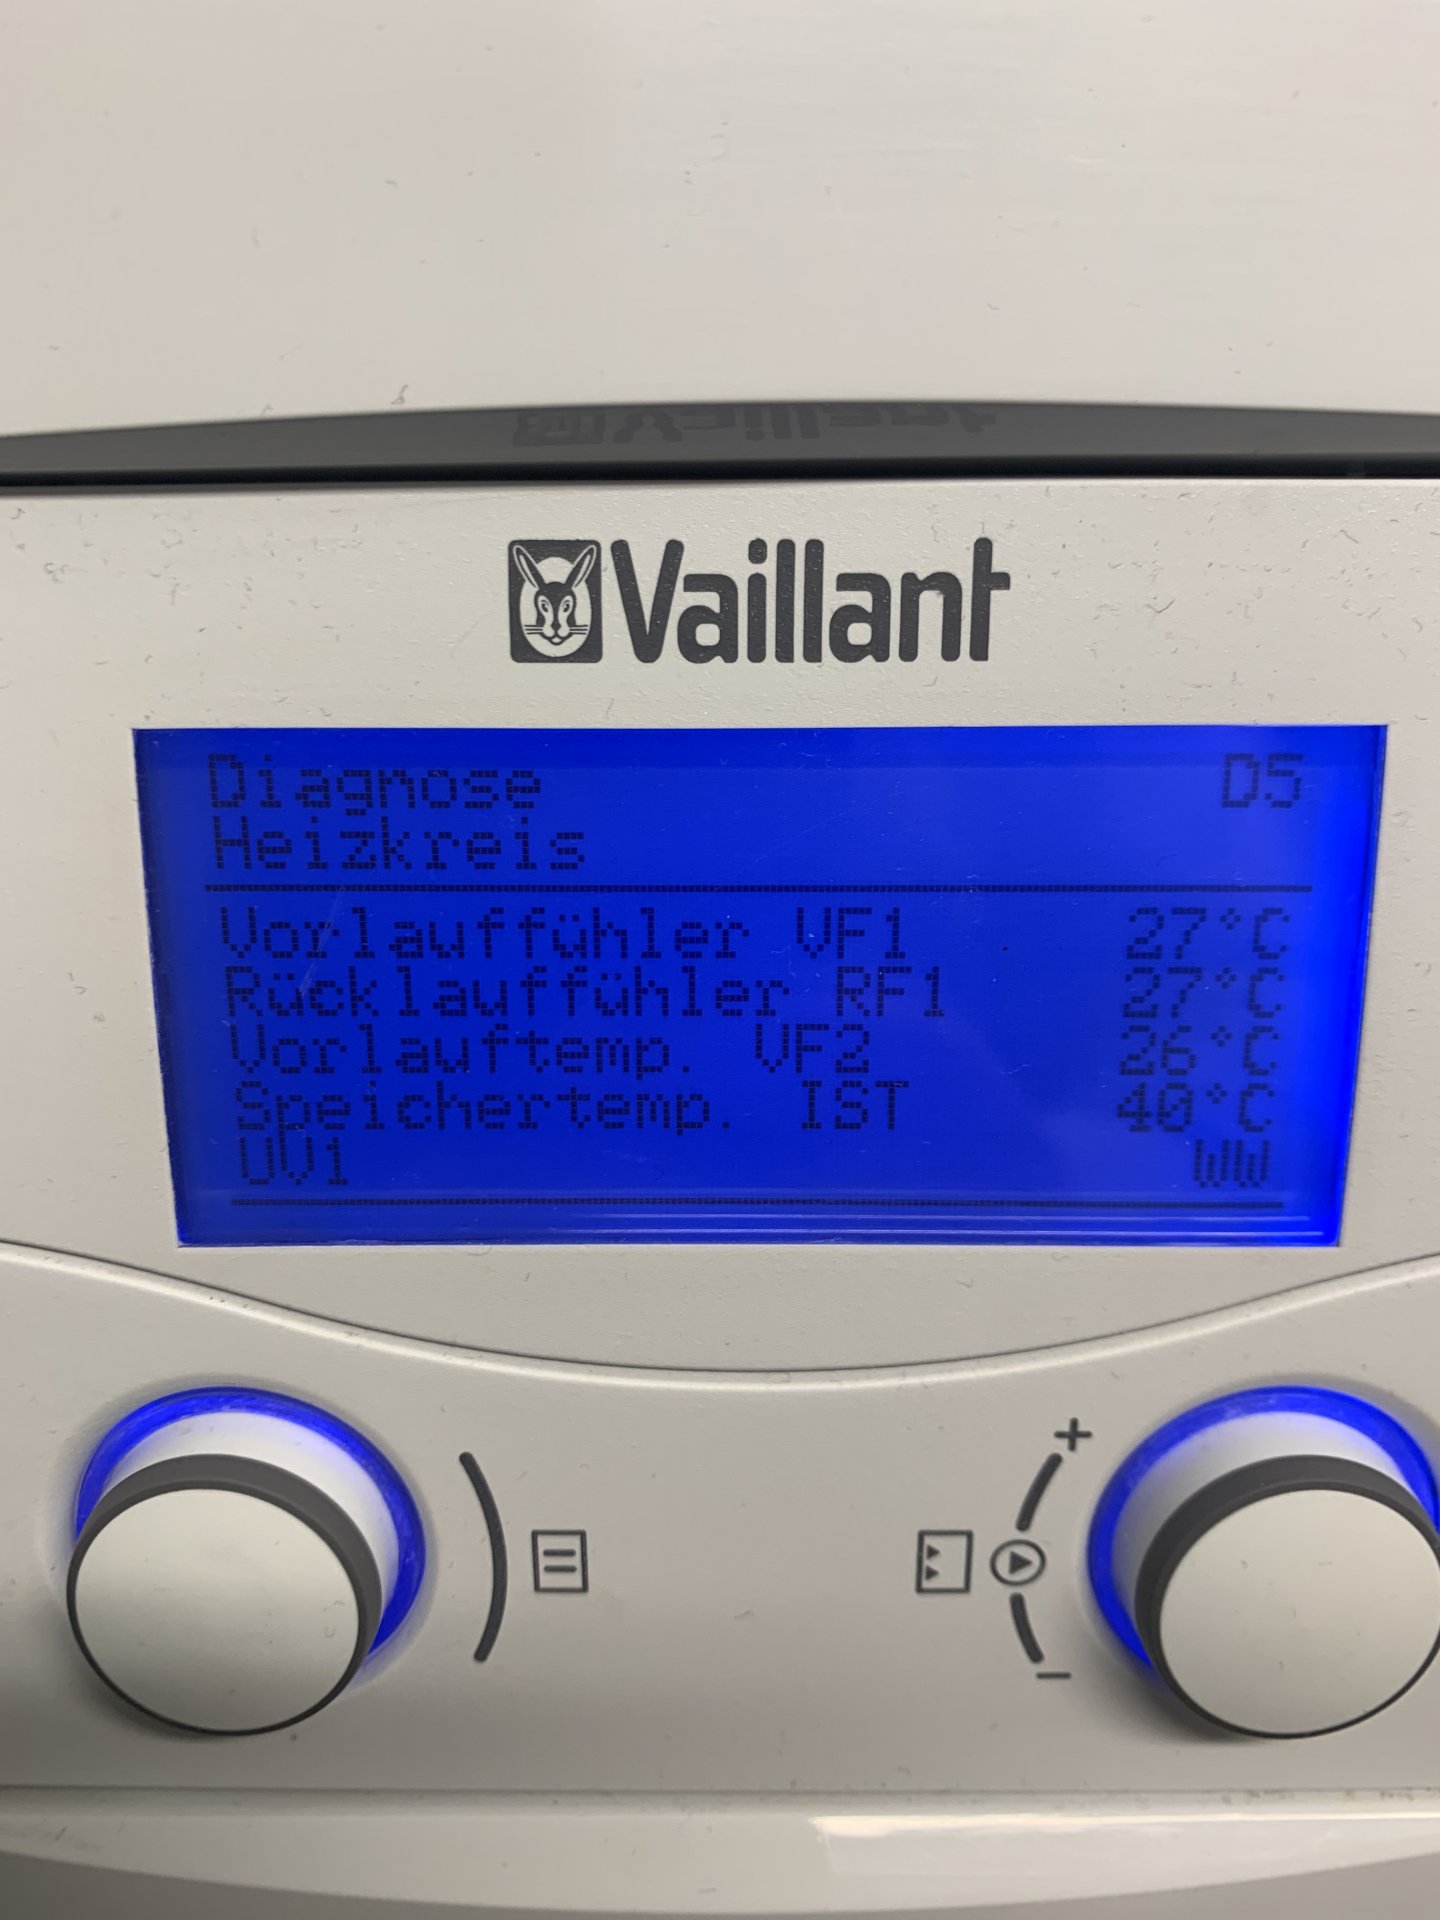 Vaillant
Diagnose D5
Heizkreis
Vorlauffühler VF1 27°C
Rücklauffühler RF1 27°C
Vorlauftemp. VF2 26°C
Speichertemp. IST 40°C
UV1 WW
+
−